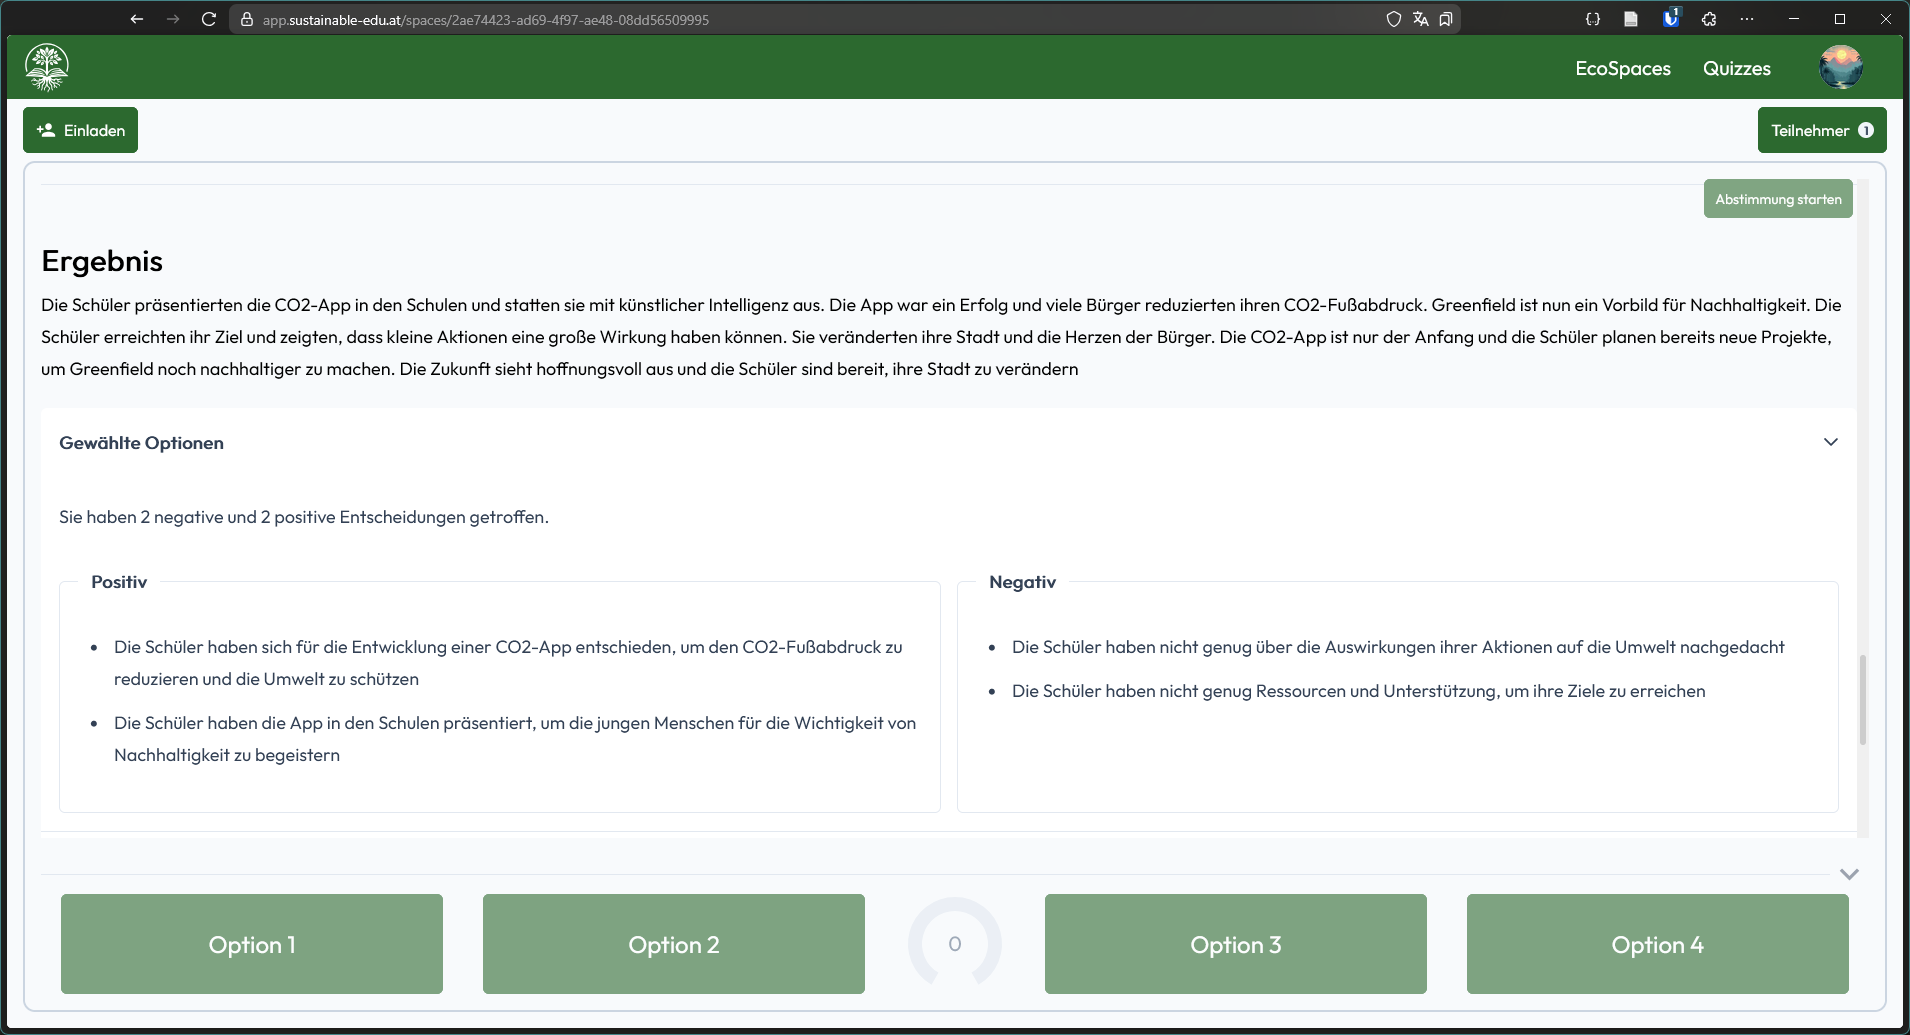 app.sustainable-edu.at/spaces/2ae74423-ad69-4f97-ae48-08dd56509995
1
EcoSpaces
Quizzes
Einladen
Teilnehmer 1
Abstimmung starten
Ergebnis
Die Schüler präsentierten die CO2-App in den Schulen und statten sie mit künstlicher Intelligenz aus. Die App war ein Erfolg und viele Bürger reduzierten ihren CO2-Fußabdruck. Greenfield ist nun ein Vorbild für Nachhaltigkeit. Die
Schüler erreichten ihr Ziel und zeigten, dass kleine Aktionen eine große Wirkung haben können. Sie veränderten ihre Stadt und die Herzen der Bürger. Die CO2-App ist nur der Anfang und die Schüler planen bereits neue Projekte,
um Greenfield noch nachhaltiger zu machen. Die Zukunft sieht hoffnungsvoll aus und die Schüler sind bereit, ihre Stadt zu verändern
Gewählte Optionen
Sie haben 2 negative und 2 positive Entscheidungen getroffen.
Positiv
Die Schüler haben sich für die Entwicklung einer CO2-App entschieden, um den CO2-Fußabdruck zu
reduzieren und die Umwelt zu schützen
Die Schüler haben die App in den Schulen präsentiert, um die jungen Menschen für die Wichtigkeit von
Nachhaltigkeit zu begeistern
Negativ
Die Schüler haben nicht genug über die Auswirkungen ihrer Aktionen auf die Umwelt nachgedacht
Die Schüler haben nicht genug Ressourcen und Unterstützung, um ihre Ziele zu erreichen
Option 1
Option 2
0
Option 3
Option 4